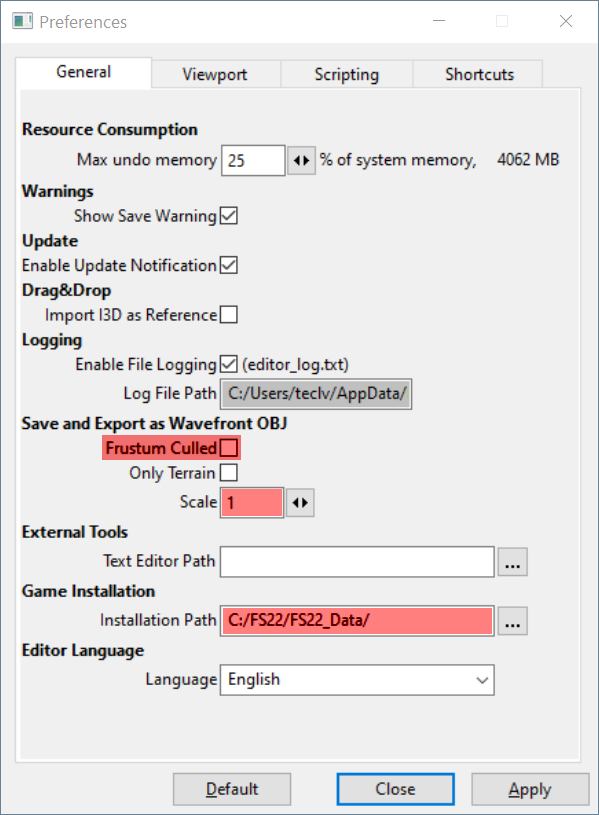 Preferences
General Viewport Scripting Shortcuts
Resource Consumption
Max undo memory 25 % of system memory, 4062 MB
Warnings
Show Save Warning
Update
Enable Update Notification
Drag&Drop
Import I3D as Reference
Logging
Enable File Logging (editor_log.txt)
Log File Path C:/Users/teclv/AppData/
Save and Export as Wavefront OBJ
Frustum Culled
Only Terrain
Scale 1
External Tools
Text Editor Path ...
Game Installation
Installation Path C:/FS22/FS22_Data/ ...
Editor Language
Language English
Default Close Apply